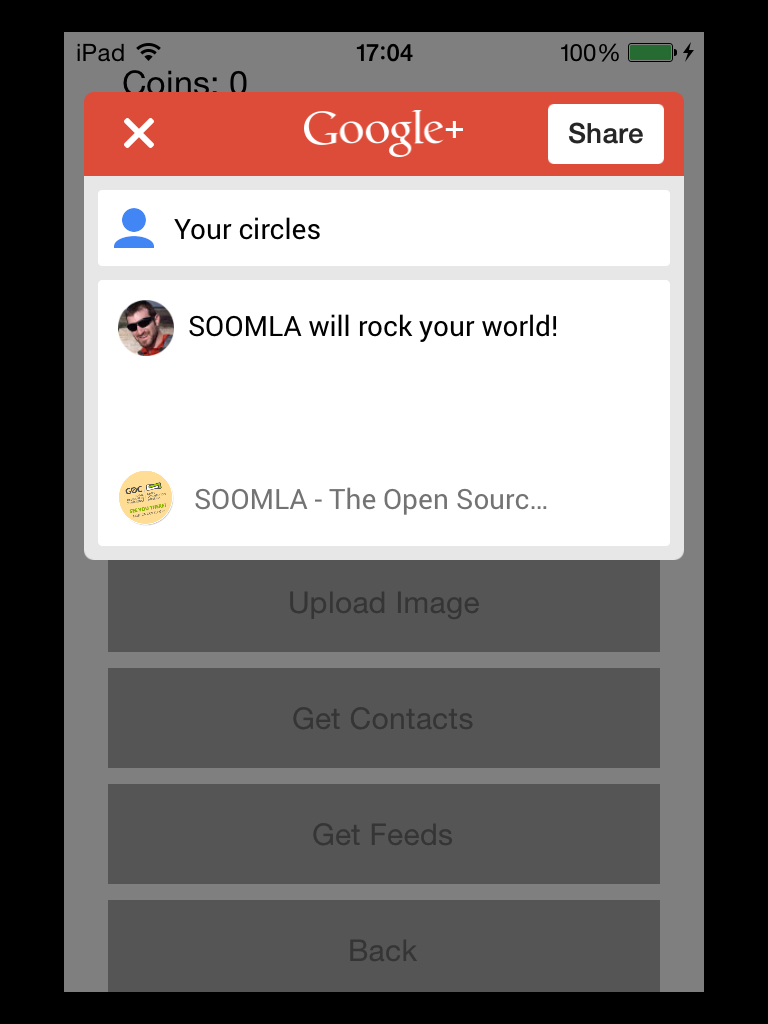 iPad 17:04 100%
Coins: 0
Google+ Share
Your circles
SOOMLA will rock your world!
SOOMLA - The Open Sourc...
Upload Image
Get Contacts
Get Feeds
Back